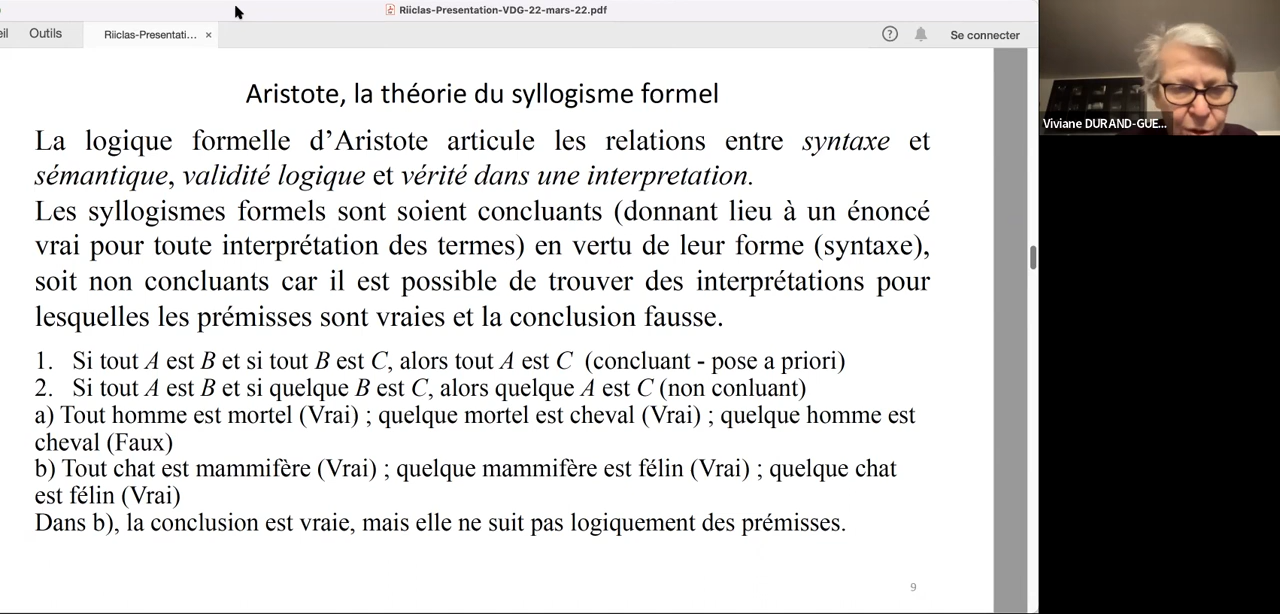 Riiclas-Presentation-VDG-22-mars-22.pdf
eil Outils Riiclas-Presentati... × ? Se connecter
Viviane DURAND-GUE...
Aristote, la théorie du syllogisme formel
La logique formelle d'Aristote articule les relations entre syntaxe et
sémantique, validité logique et vérité dans une interpretation.
Les syllogismes formels sont soient concluants (donnant lieu à un énoncé
vrai pour toute interprétation des termes) en vertu de leur forme (syntaxe),
soit non concluants car il est possible de trouver des interprétations pour
lesquelles les prémisses sont vraies et la conclusion fausse.
1. Si tout A est B et si tout B est C, alors tout A est C (concluant - pose a priori)
2. Si tout A est B et si quelque B est C, alors quelque A est C (non conluant)
a) Tout homme est mortel (Vrai) ; quelque mortel est cheval (Vrai) ; quelque homme est
cheval (Faux)
b) Tout chat est mammifère (Vrai) ; quelque mammifère est félin (Vrai) ; quelque chat
est félin (Vrai)
Dans b), la conclusion est vraie, mais elle ne suit pas logiquement des prémisses.
9